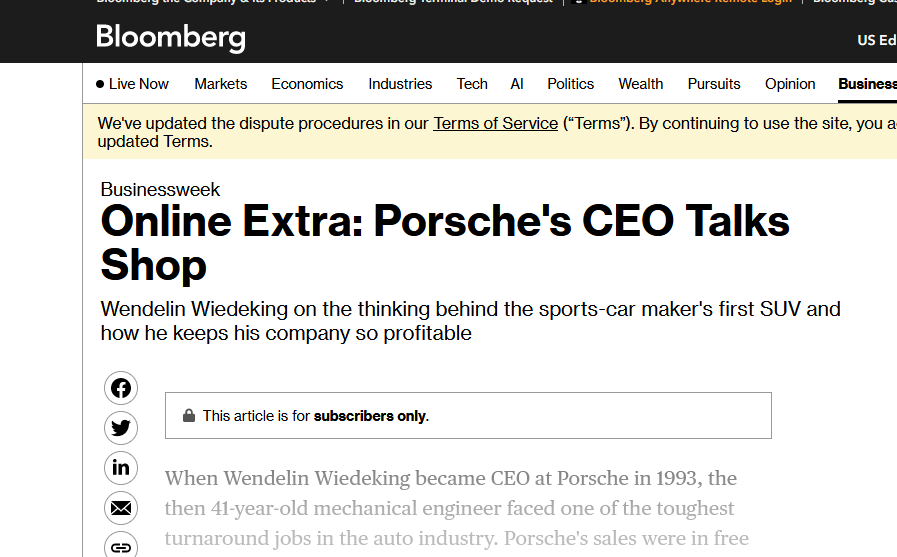 Bloomberg the Company & Its Products
Bloomberg Terminal Demo Request
Bloomberg Anywhere Remote Login
Bloomberg
Bloomberg
US Ed
Live Now Markets Economics Industries Tech AI Politics Wealth Pursuits Opinion Business
We've updated the dispute procedures in our Terms of Service (“Terms”). By continuing to use the site, you a
updated Terms.
Businessweek
Online Extra: Porsche's CEO Talks
Shop
Wendelin Wiedeking on the thinking behind the sports-car maker's first SUV and
how he keeps his company so profitable
This article is for subscribers only.
When Wendelin Wiedeking became CEO at Porsche in 1993, the
then 41-year-old mechanical engineer faced one of the toughest
turnaround jobs in the auto industry. Porsche's sales were in free